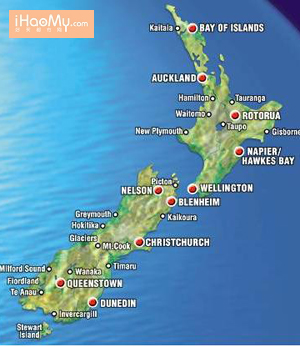 iHaoMy.com
Kaitaia
BAY OF ISLANDS
AUCKLAND
Hamilton
Tauranga
Waitomo
ROTORUA
Taupo
New Plymouth
Gisborne
NAPIER/
HAWKES BAY
Picton
NELSON
WELLINGTON
BLENHEIM
Greymouth
Kaikoura
Hokitika
Glaciers
Mt.Cook
CHRISTCHURCH
Milford Sound
Timaru
Wanaka
Fiordland
QUEENSTOWN
Te Anau
DUNEDIN
Invercargill
Stewart
Island